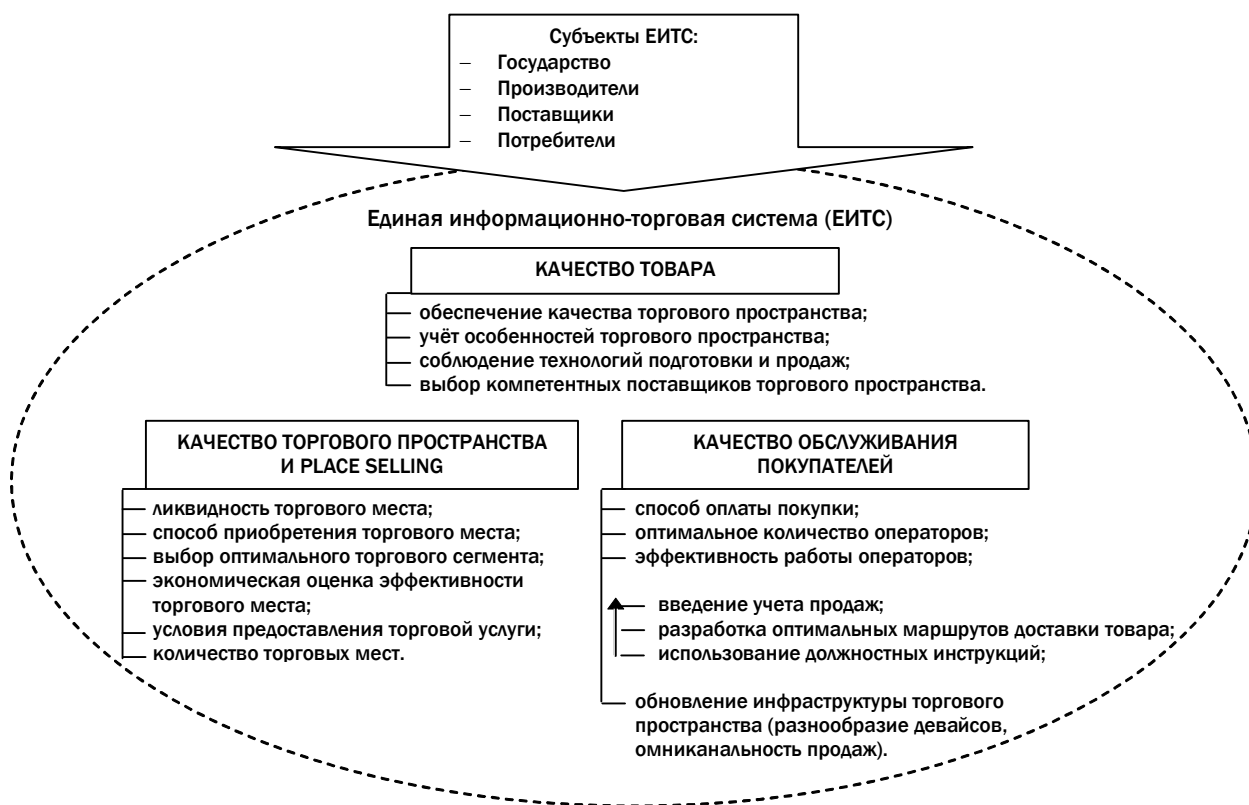 Субъекты ЕИТС:
– Государство
– Производители
– Поставщики
– Потребители
Единая информационно-торговая система (ЕИТС)
КАЧЕСТВО ТОВАРА
обеспечение качества торгового пространства;
учёт особенностей торгового пространства;
соблюдение технологий подготовки и продаж;
выбор компетентных поставщиков торгового пространства.
КАЧЕСТВО ТОРГОВОГО ПРОСТРАНСТВА
И PLACE SELLING
ликвидность торгового места;
способ приобретения торгового места;
выбор оптимального торгового сегмента;
экономическая оценка эффективности
торгового места;
условия предоставления торговой услуги;
количество торговых мест.
КАЧЕСТВО ОБСЛУЖИВАНИЯ
ПОКУПАТЕЛЕЙ
способ оплаты покупки;
оптимальное количество операторов;
эффективность работы операторов;
введение учета продаж;
разработка оптимальных маршрутов доставки товара;
использование должностных инструкций;
обновление инфраструктуры торгового
пространства (разнообразие девайсов,
омниканальность продаж).